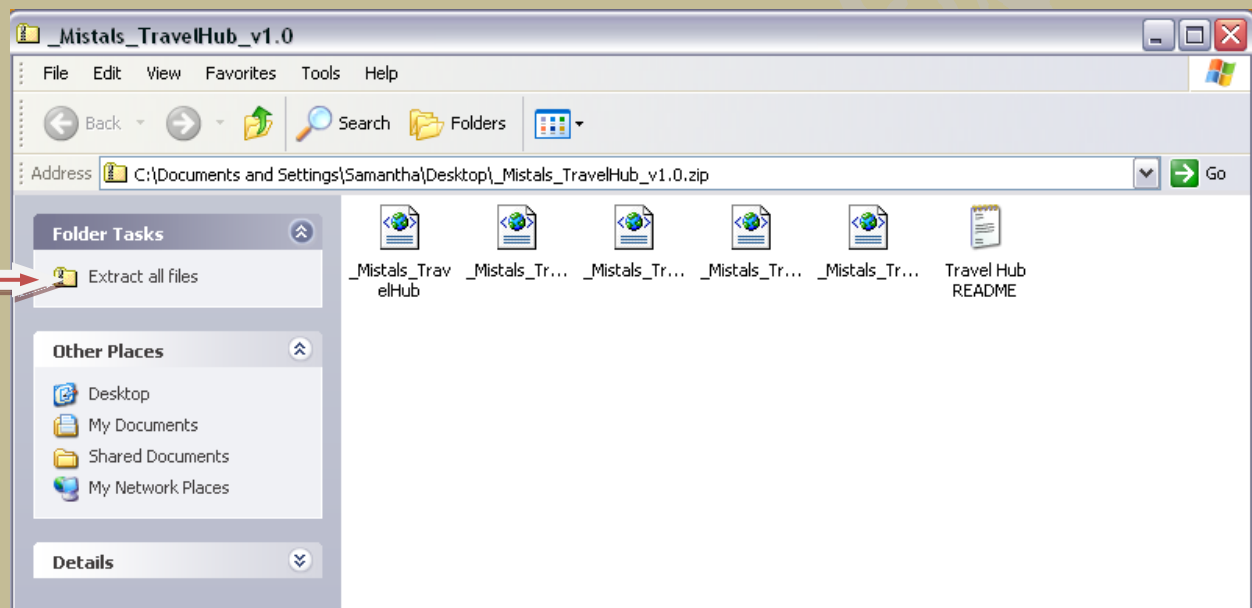 _Mistals_TravelHub_v1.0
File Edit View Favorites Tools Help
Back Search Folders
Address C:\Documents and Settings\Samantha\Desktop\_Mistals_TravelHub_v1.0.zip Go
Folder Tasks
Extract all files
Other Places
Desktop
My Documents
Shared Documents
My Network Places
Details
_Mistals_Trav
elHub
_Mistals_Tr...
_Mistals_Tr...
_Mistals_Tr...
_Mistals_Tr...
Travel Hub
README